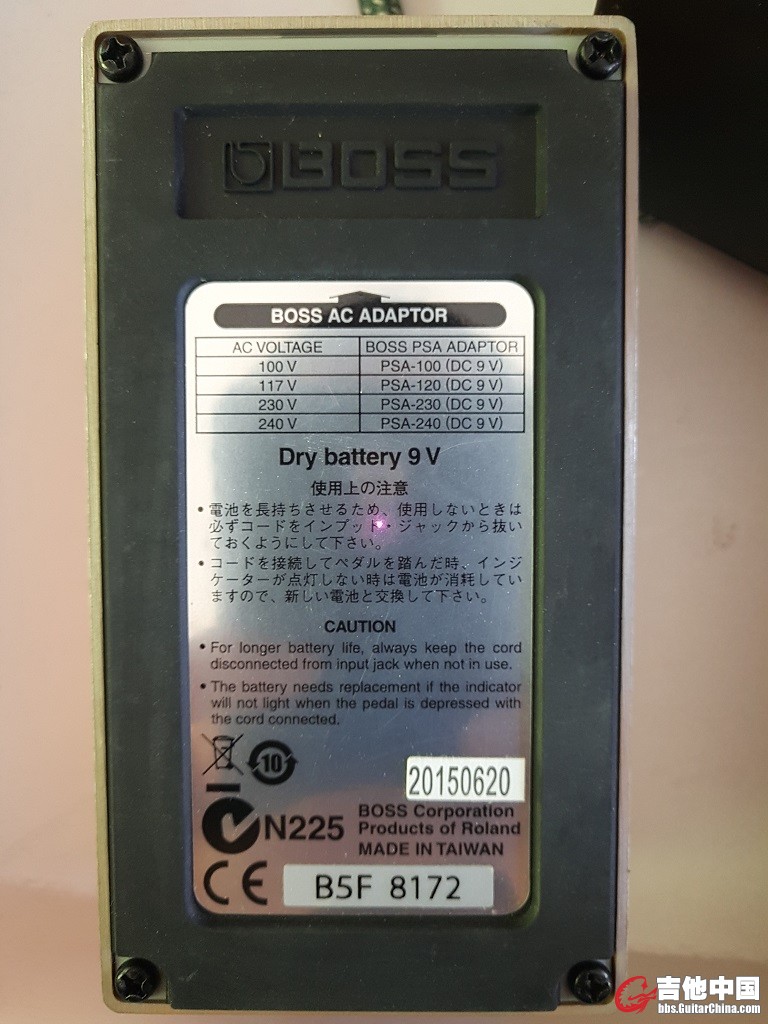 BOSS
BOSS AC ADAPTOR
AC VOLTAGE BOSS PSA ADAPTOR
100 V PSA-100 (DC 9 V)
117 V PSA-120 (DC 9 V)
230 V PSA-230 (DC 9 V)
240 V PSA-240 (DC 9 V)
Dry battery 9 V
使用上の注意
• 電池を長持ちさせるため、使用しないときは
必ずコードをインプット・ジャックから抜い
ておくようにして下さい。
• コードを接続してペダルを踏んだ時、インジ
ケーターが点灯しない時は電池が消耗してい
ますので、新しい電池と交換して下さい。
CAUTION
• For longer battery life, always keep the cord
disconnected from input jack when not in use.
• The battery needs replacement if the indicator
will not light when the pedal is depressed with
the cord connected.
10
20150620
N225
BOSS Corporation
Products of Roland
MADE IN TAIWAN
CE
B5F 8172
吉他中国
bbs.GuitarChina.com